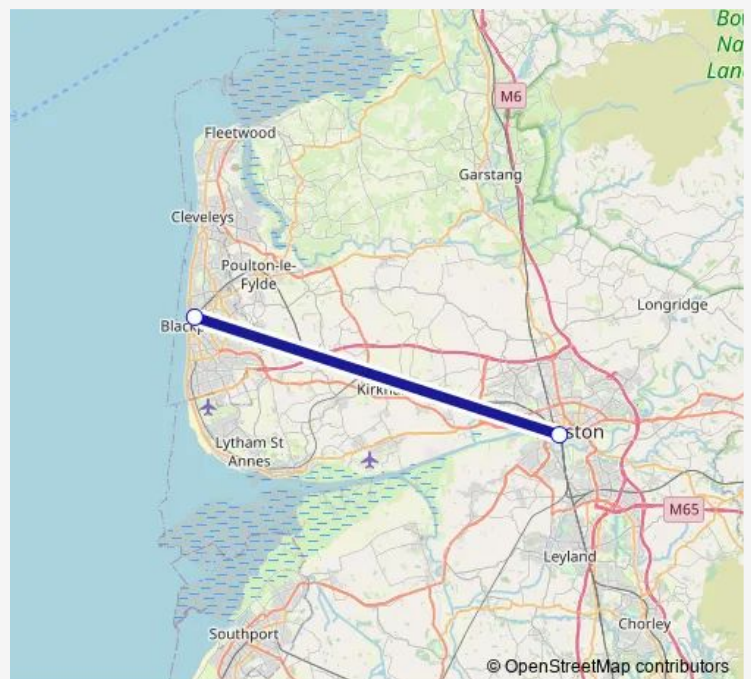 Bo
Na
Lan
M6
Fleetwood
Garstang
Cleveleys
Poulton-le-
Fylde
Longridge
Black
Kirkh
ston
Lytham St
Annes
M65
Leyland
Chorley
Southport
© OpenStreetMap contributors